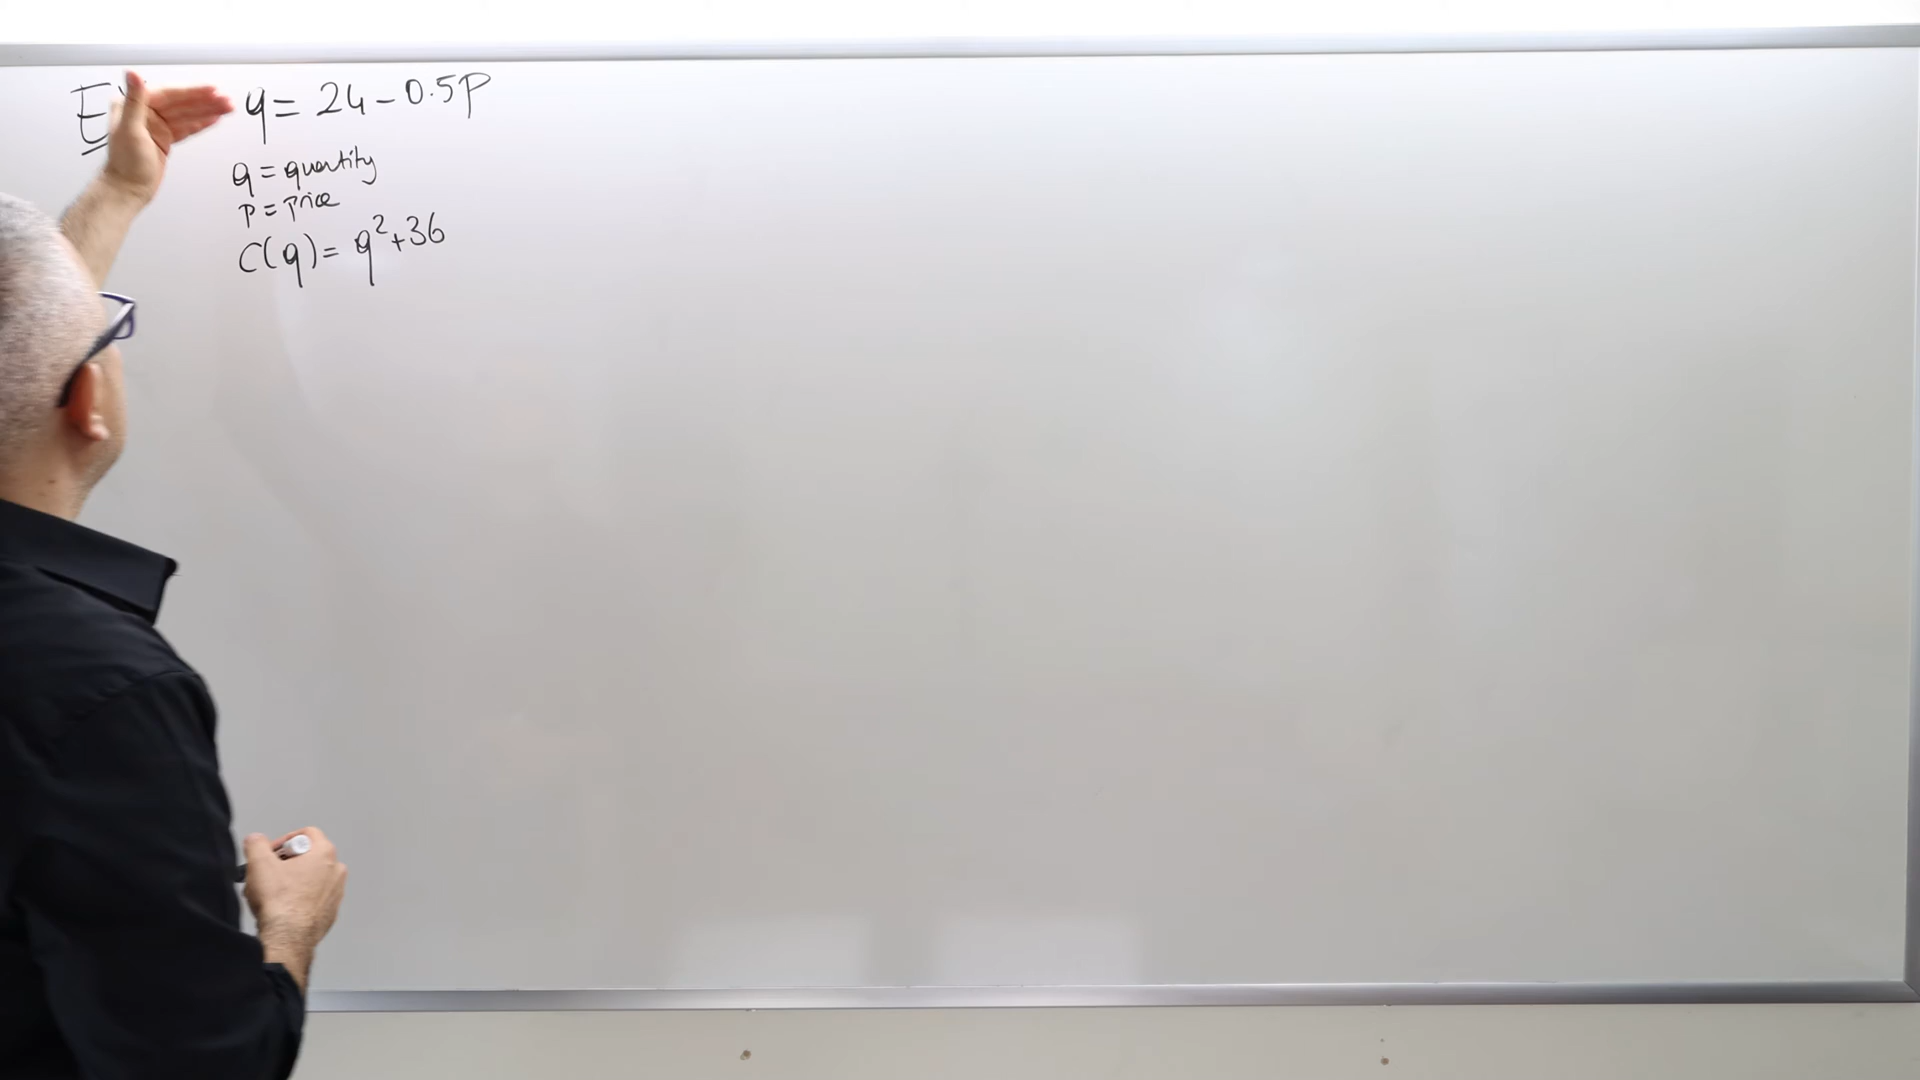 q = 24 - 0.5P
q = quantity
P = Price
C(q) = q² + 36